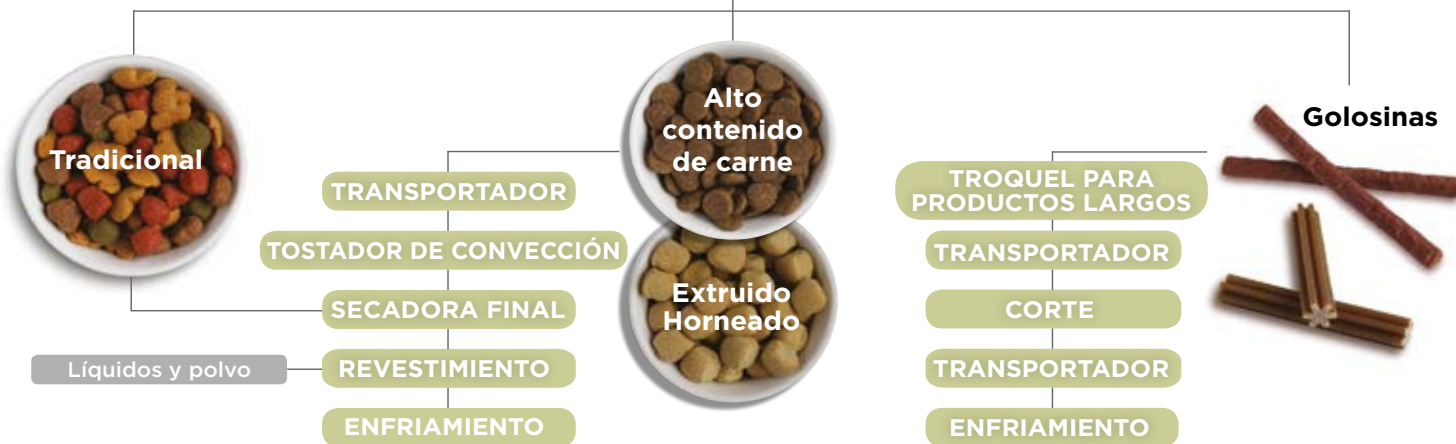 Tradicional
Alto
contenido
de carne
Golosinas
TRANSPORTADOR
TOSTADOR DE CONVECCIÓN
SECADORA FINAL
Líquidos y polvo
REVESTIMIENTO
ENFRIAMIENTO
Extruido
Horneado
TROQUEL PARA
PRODUCTOS LARGOS
TRANSPORTADOR
CORTE
TRANSPORTADOR
ENFRIAMIENTO